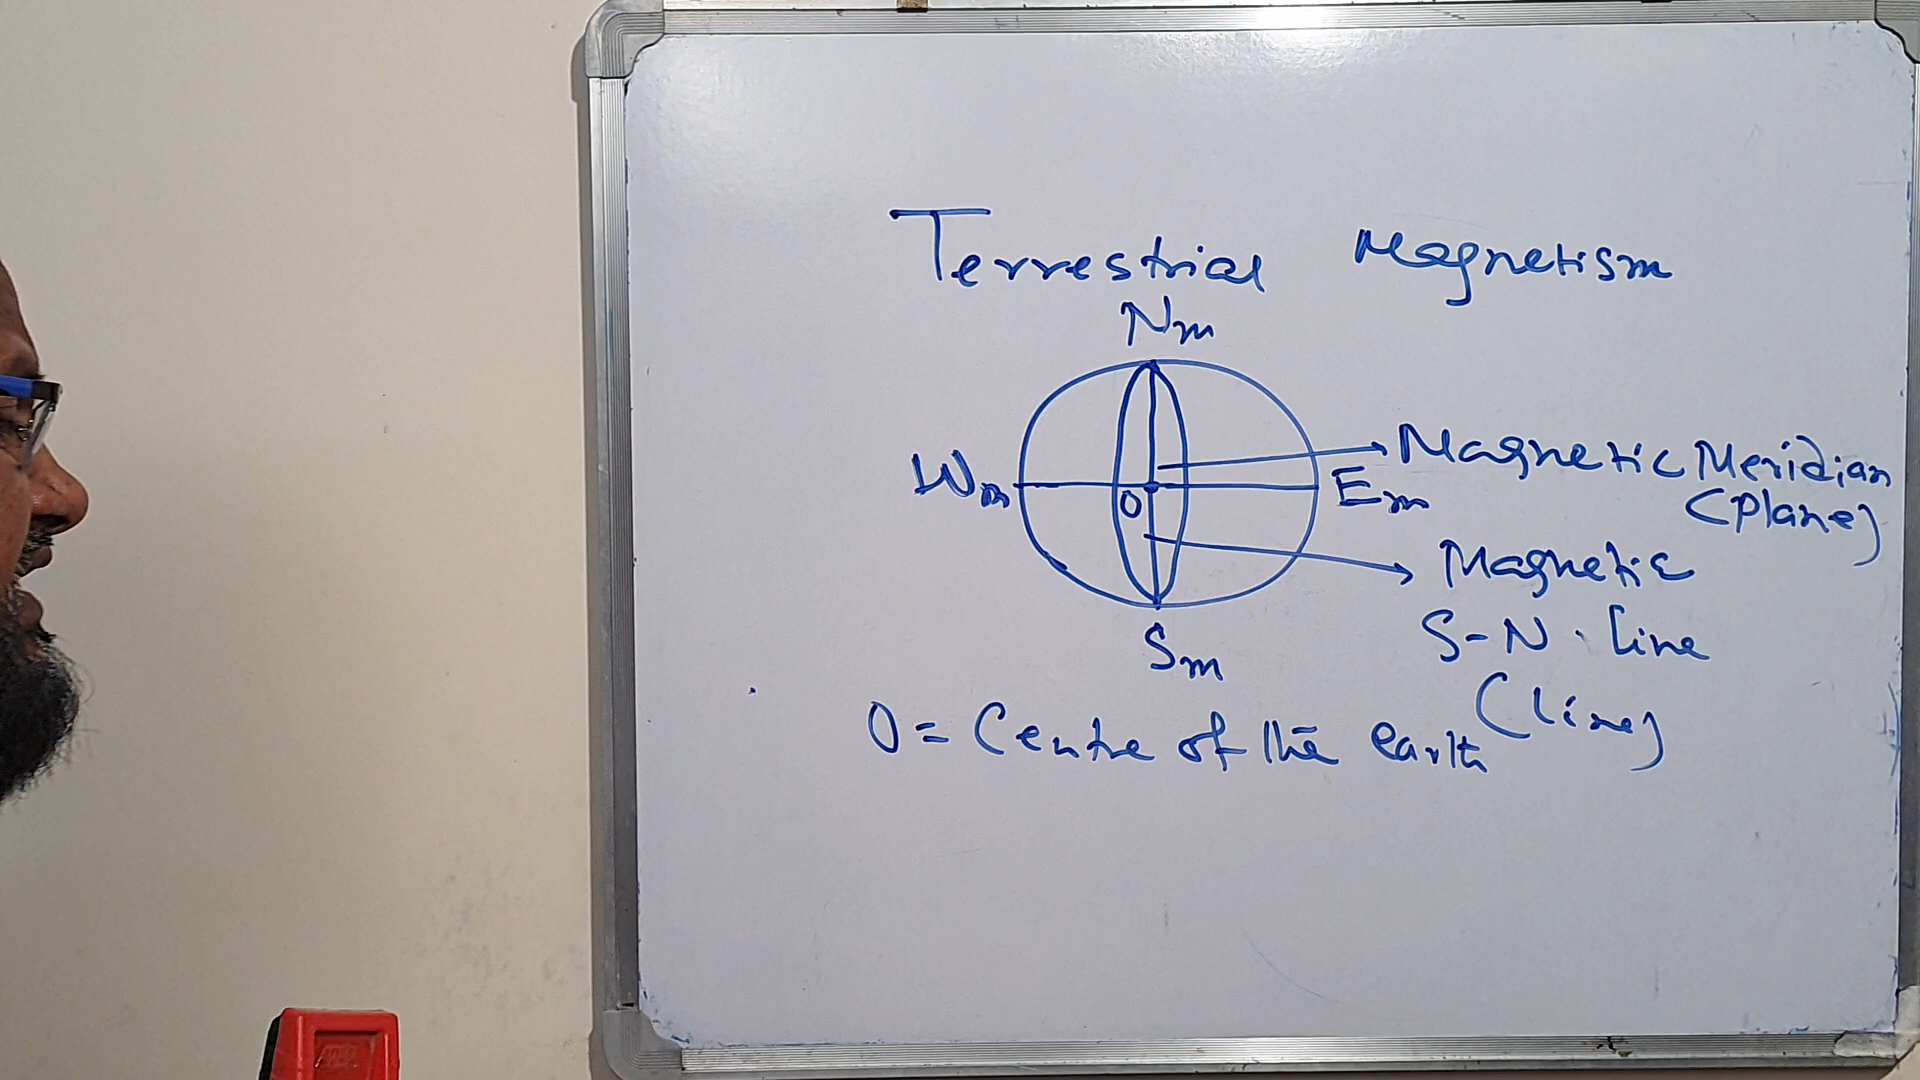 Terrestrial Magnetism
Nm
Wm
O
Em
Magnetic Meridian
(Plane)
Magnetic
S-N. line
(line)
Sm
O = Centre of the earth